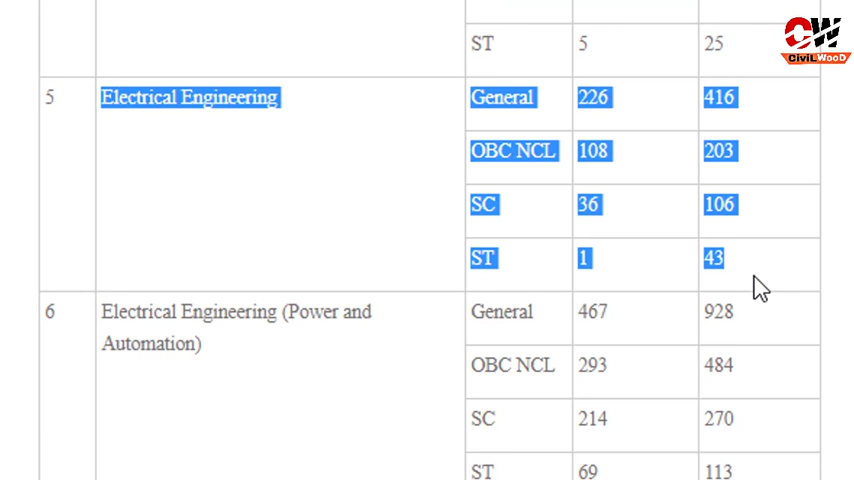 CW
CiviLWooD
ST 5 25
5 Electrical Engineering General 226 416
OBC NCL 108 203
SC 36 106
ST 1 43
6 Electrical Engineering (Power and General 467 928
Automation)
OBC NCL 293 484
SC 214 270
ST 69 113